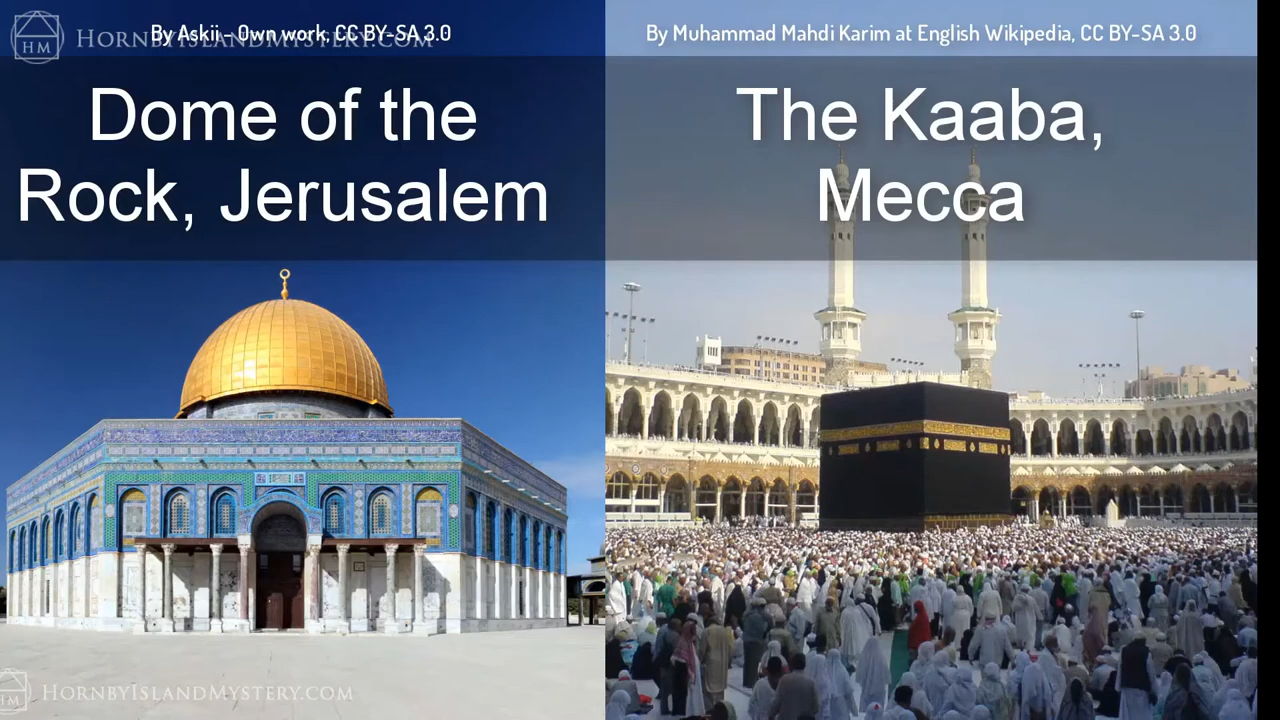 HM HORNBYISLANDMYSTERY.COM
By Askii - Own work, CC BY-SA 3.0
Dome of the
Rock, Jerusalem
By Muhammad Mahdi Karim at English Wikipedia, CC BY-SA 3.0
The Kaaba,
Mecca
HM HORNBYISLANDMYSTERY.COM